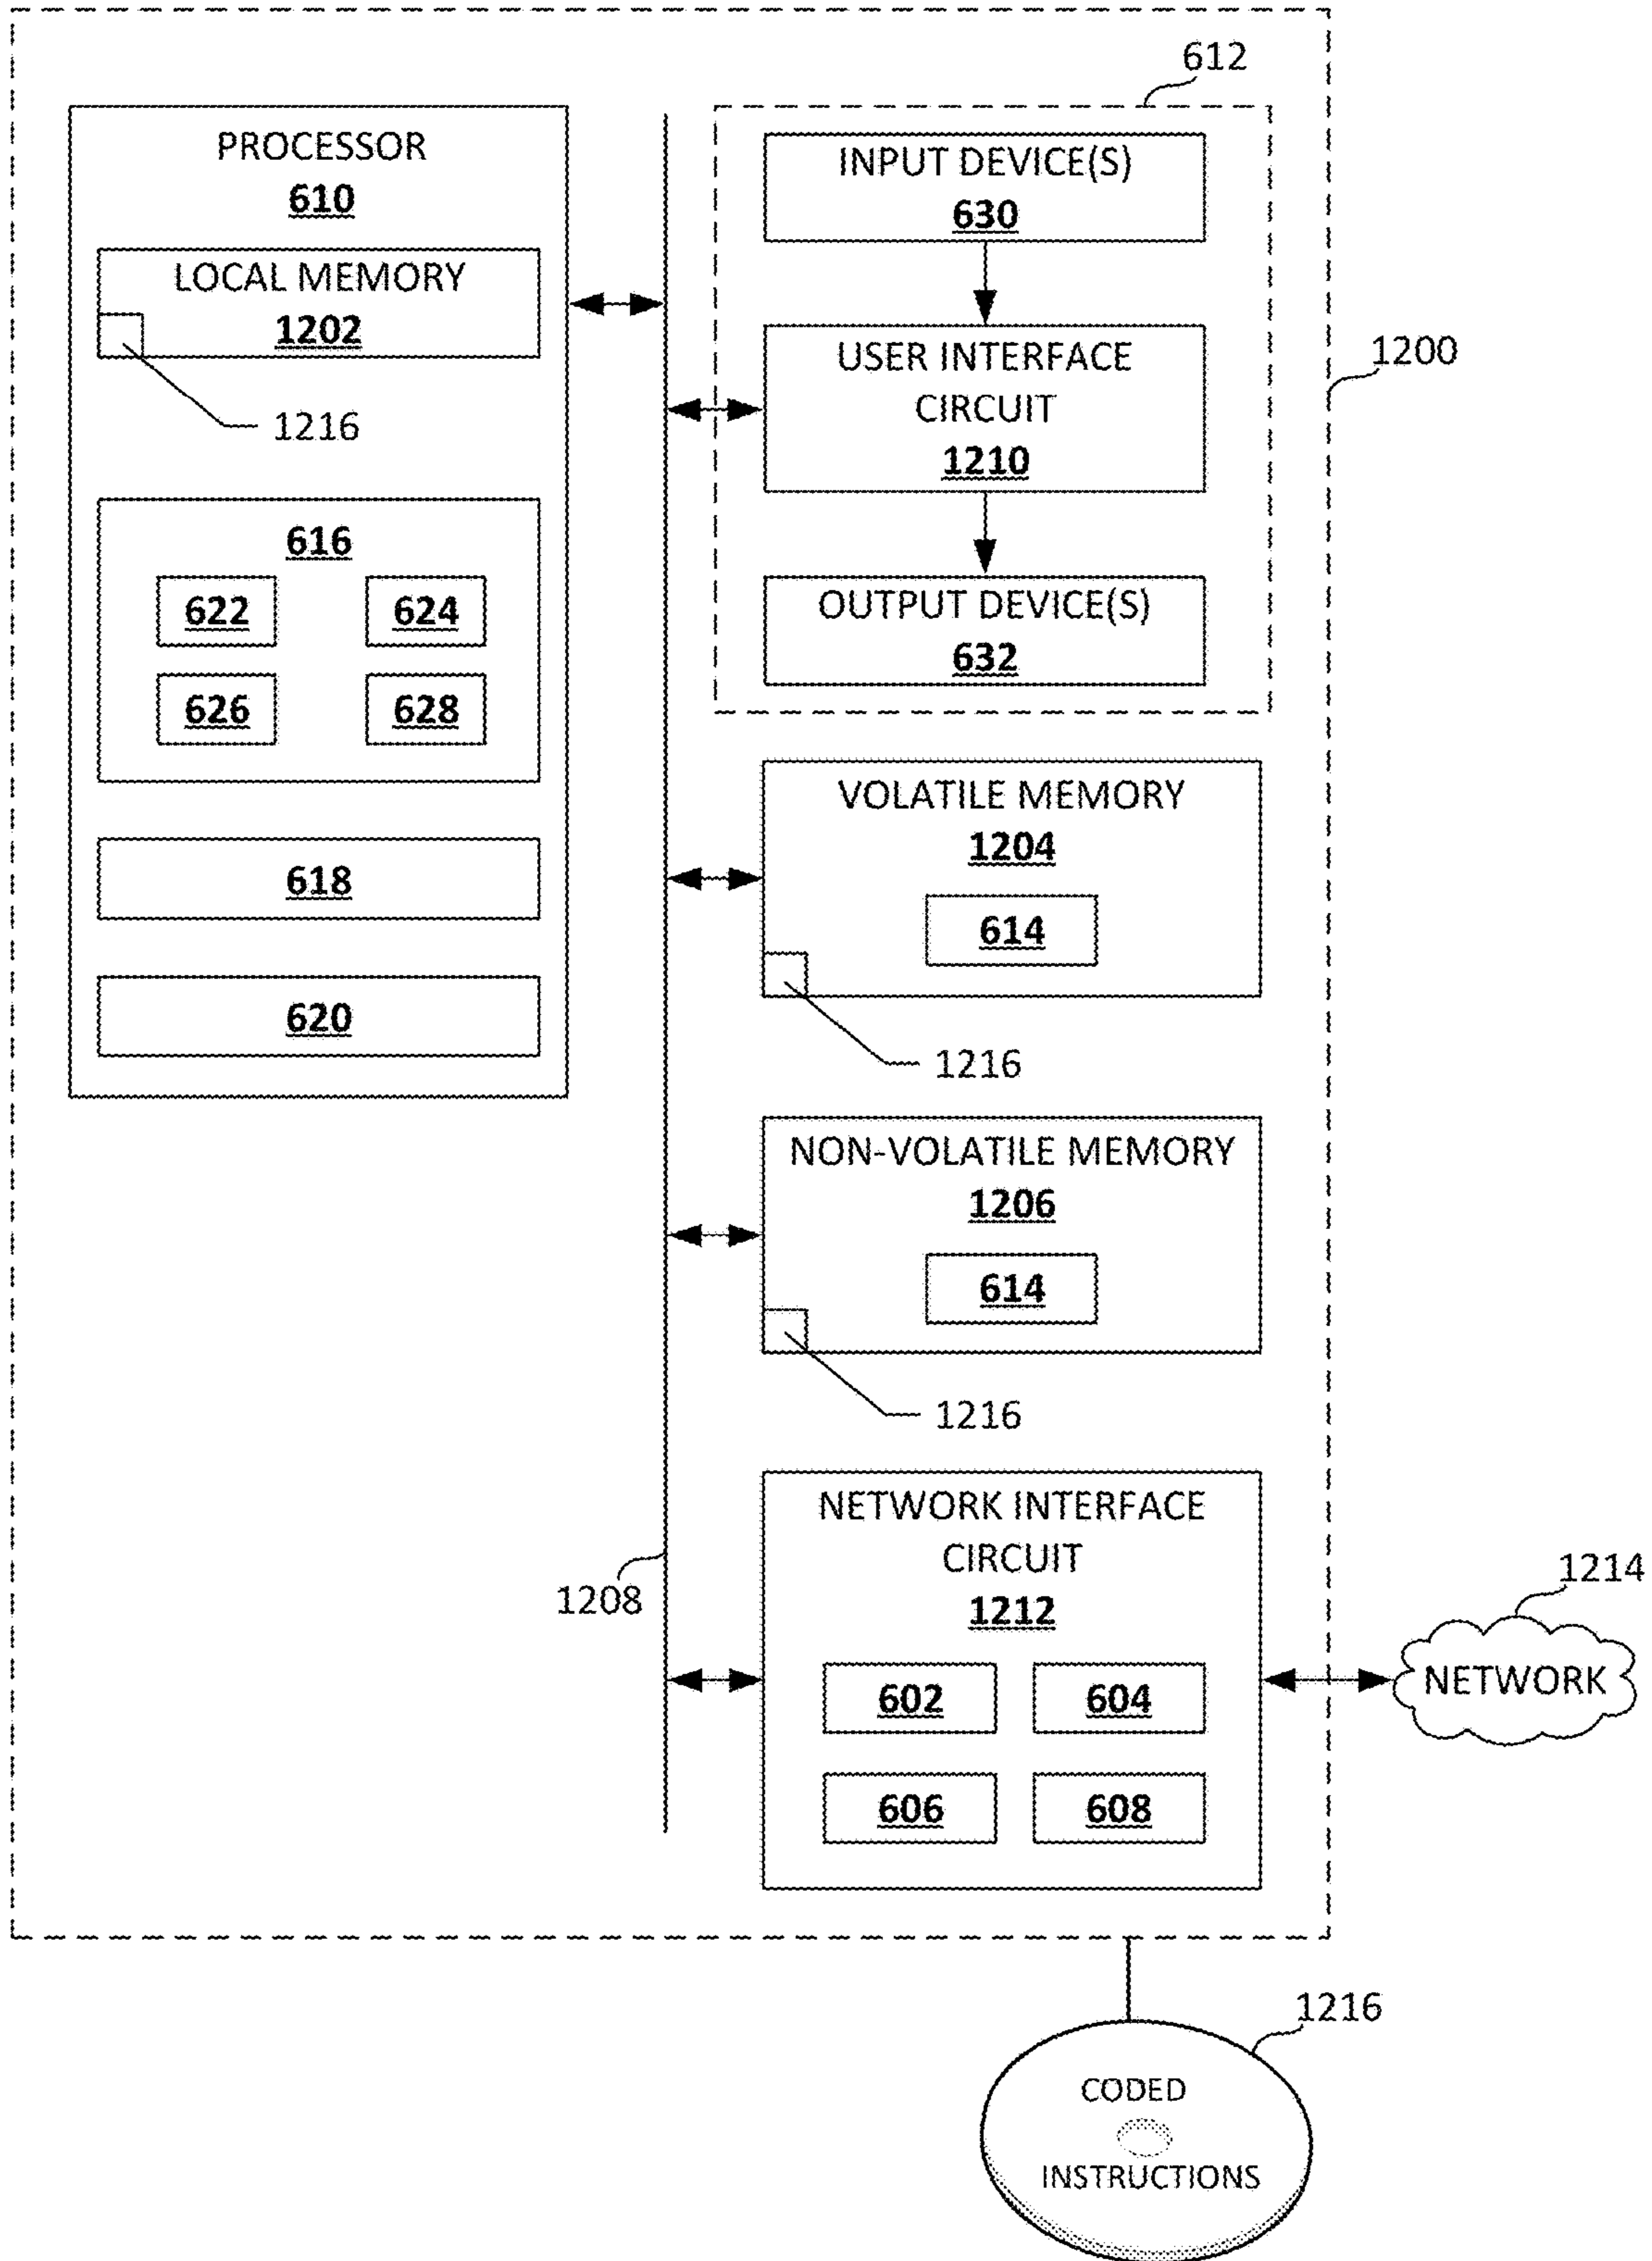 612
PROCESSOR
610
LOCAL MEMORY
1202
1216
616
622
624
626
628
618
620
INPUT DEVICE(S)
630
USER INTERFACE
CIRCUIT
1210
OUTPUT DEVICE(S)
632
1200
VOLATILE MEMORY
1204
614
1216
NON-VOLATILE MEMORY
1206
614
1216
NETWORK INTERFACE
CIRCUIT
1212
602
604
606
608
1208
1214
NETWORK
1216
CODED
INSTRUCTIONS